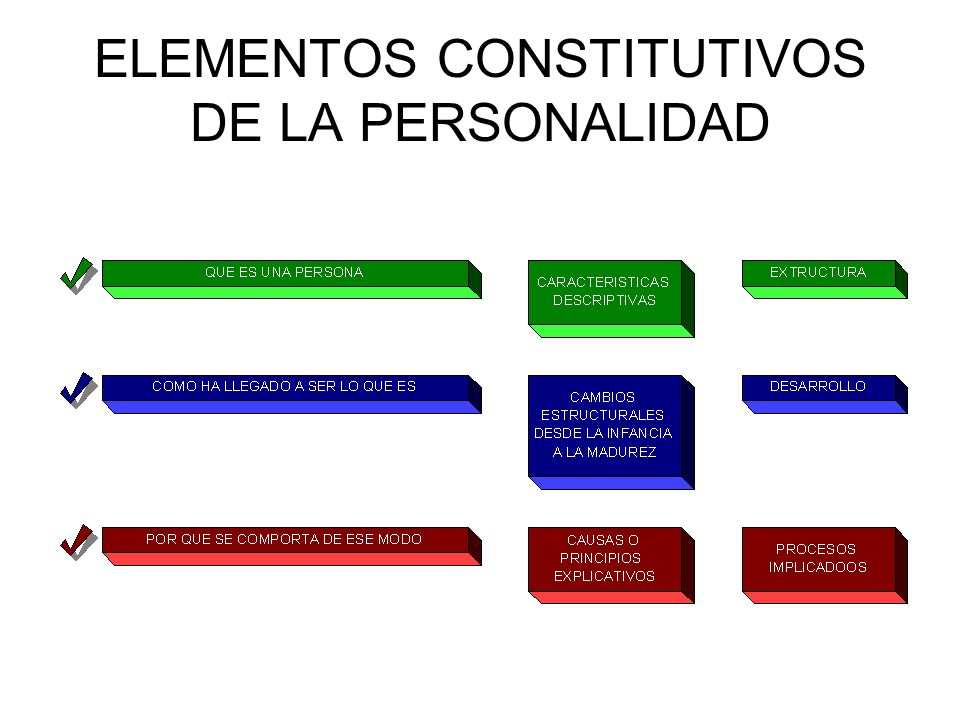 ELEMENTOS CONSTITUTIVOS
DE LA PERSONALIDAD
QUE ES UNA PERSONA
CARACTERISTICAS
DESCRIPTIVAS
EXTRUCTURA
COMO HA LLEGADO A SER LO QUE ES
CAMBIOS
ESTRUCTURALES
DESDE LA INFANCIA
A LA MADUREZ
DESARROLLO
POR QUE SE COMPORTA DE ESE MODO
CAUSAS O
PRINCIPIOS
EXPLICATIVOS
PROCESOS
IMPLICADOOS